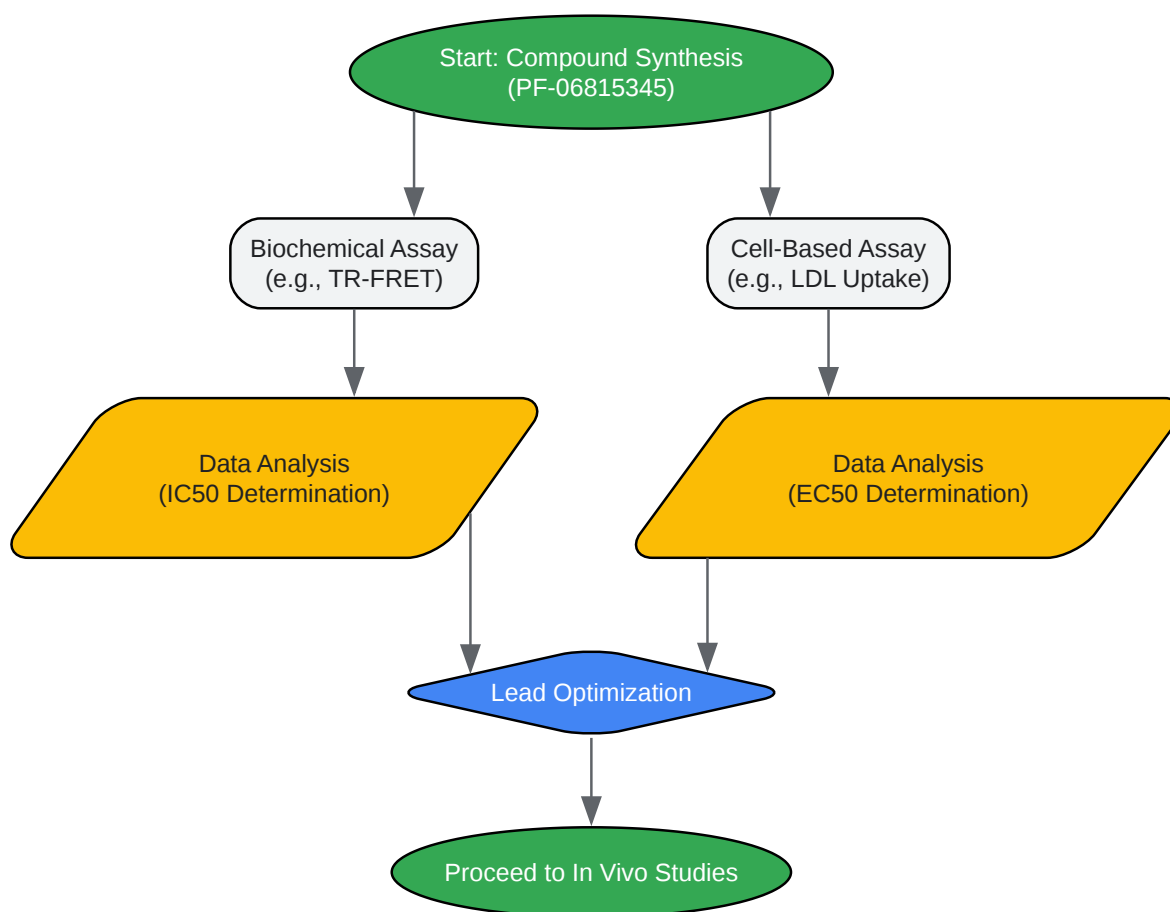 Start: Compound Synthesis
(PF-06815345)
Biochemical Assay
(e.g., TR-FRET)
Cell-Based Assay
(e.g., LDL Uptake)
Data Analysis
(IC50 Determination)
Data Analysis
(EC50 Determination)
Lead Optimization
Proceed to In Vivo Studies